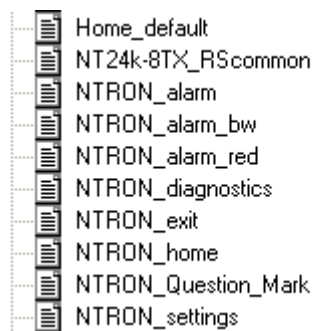 Home_default
NT24k-8TX_RScommon
NTRON_alarm
NTRON_alarm_bw
NTRON_alarm_red
NTRON_diagnostics
NTRON_exit
NTRON_home
NTRON_Question_Mark
NTRON_settings